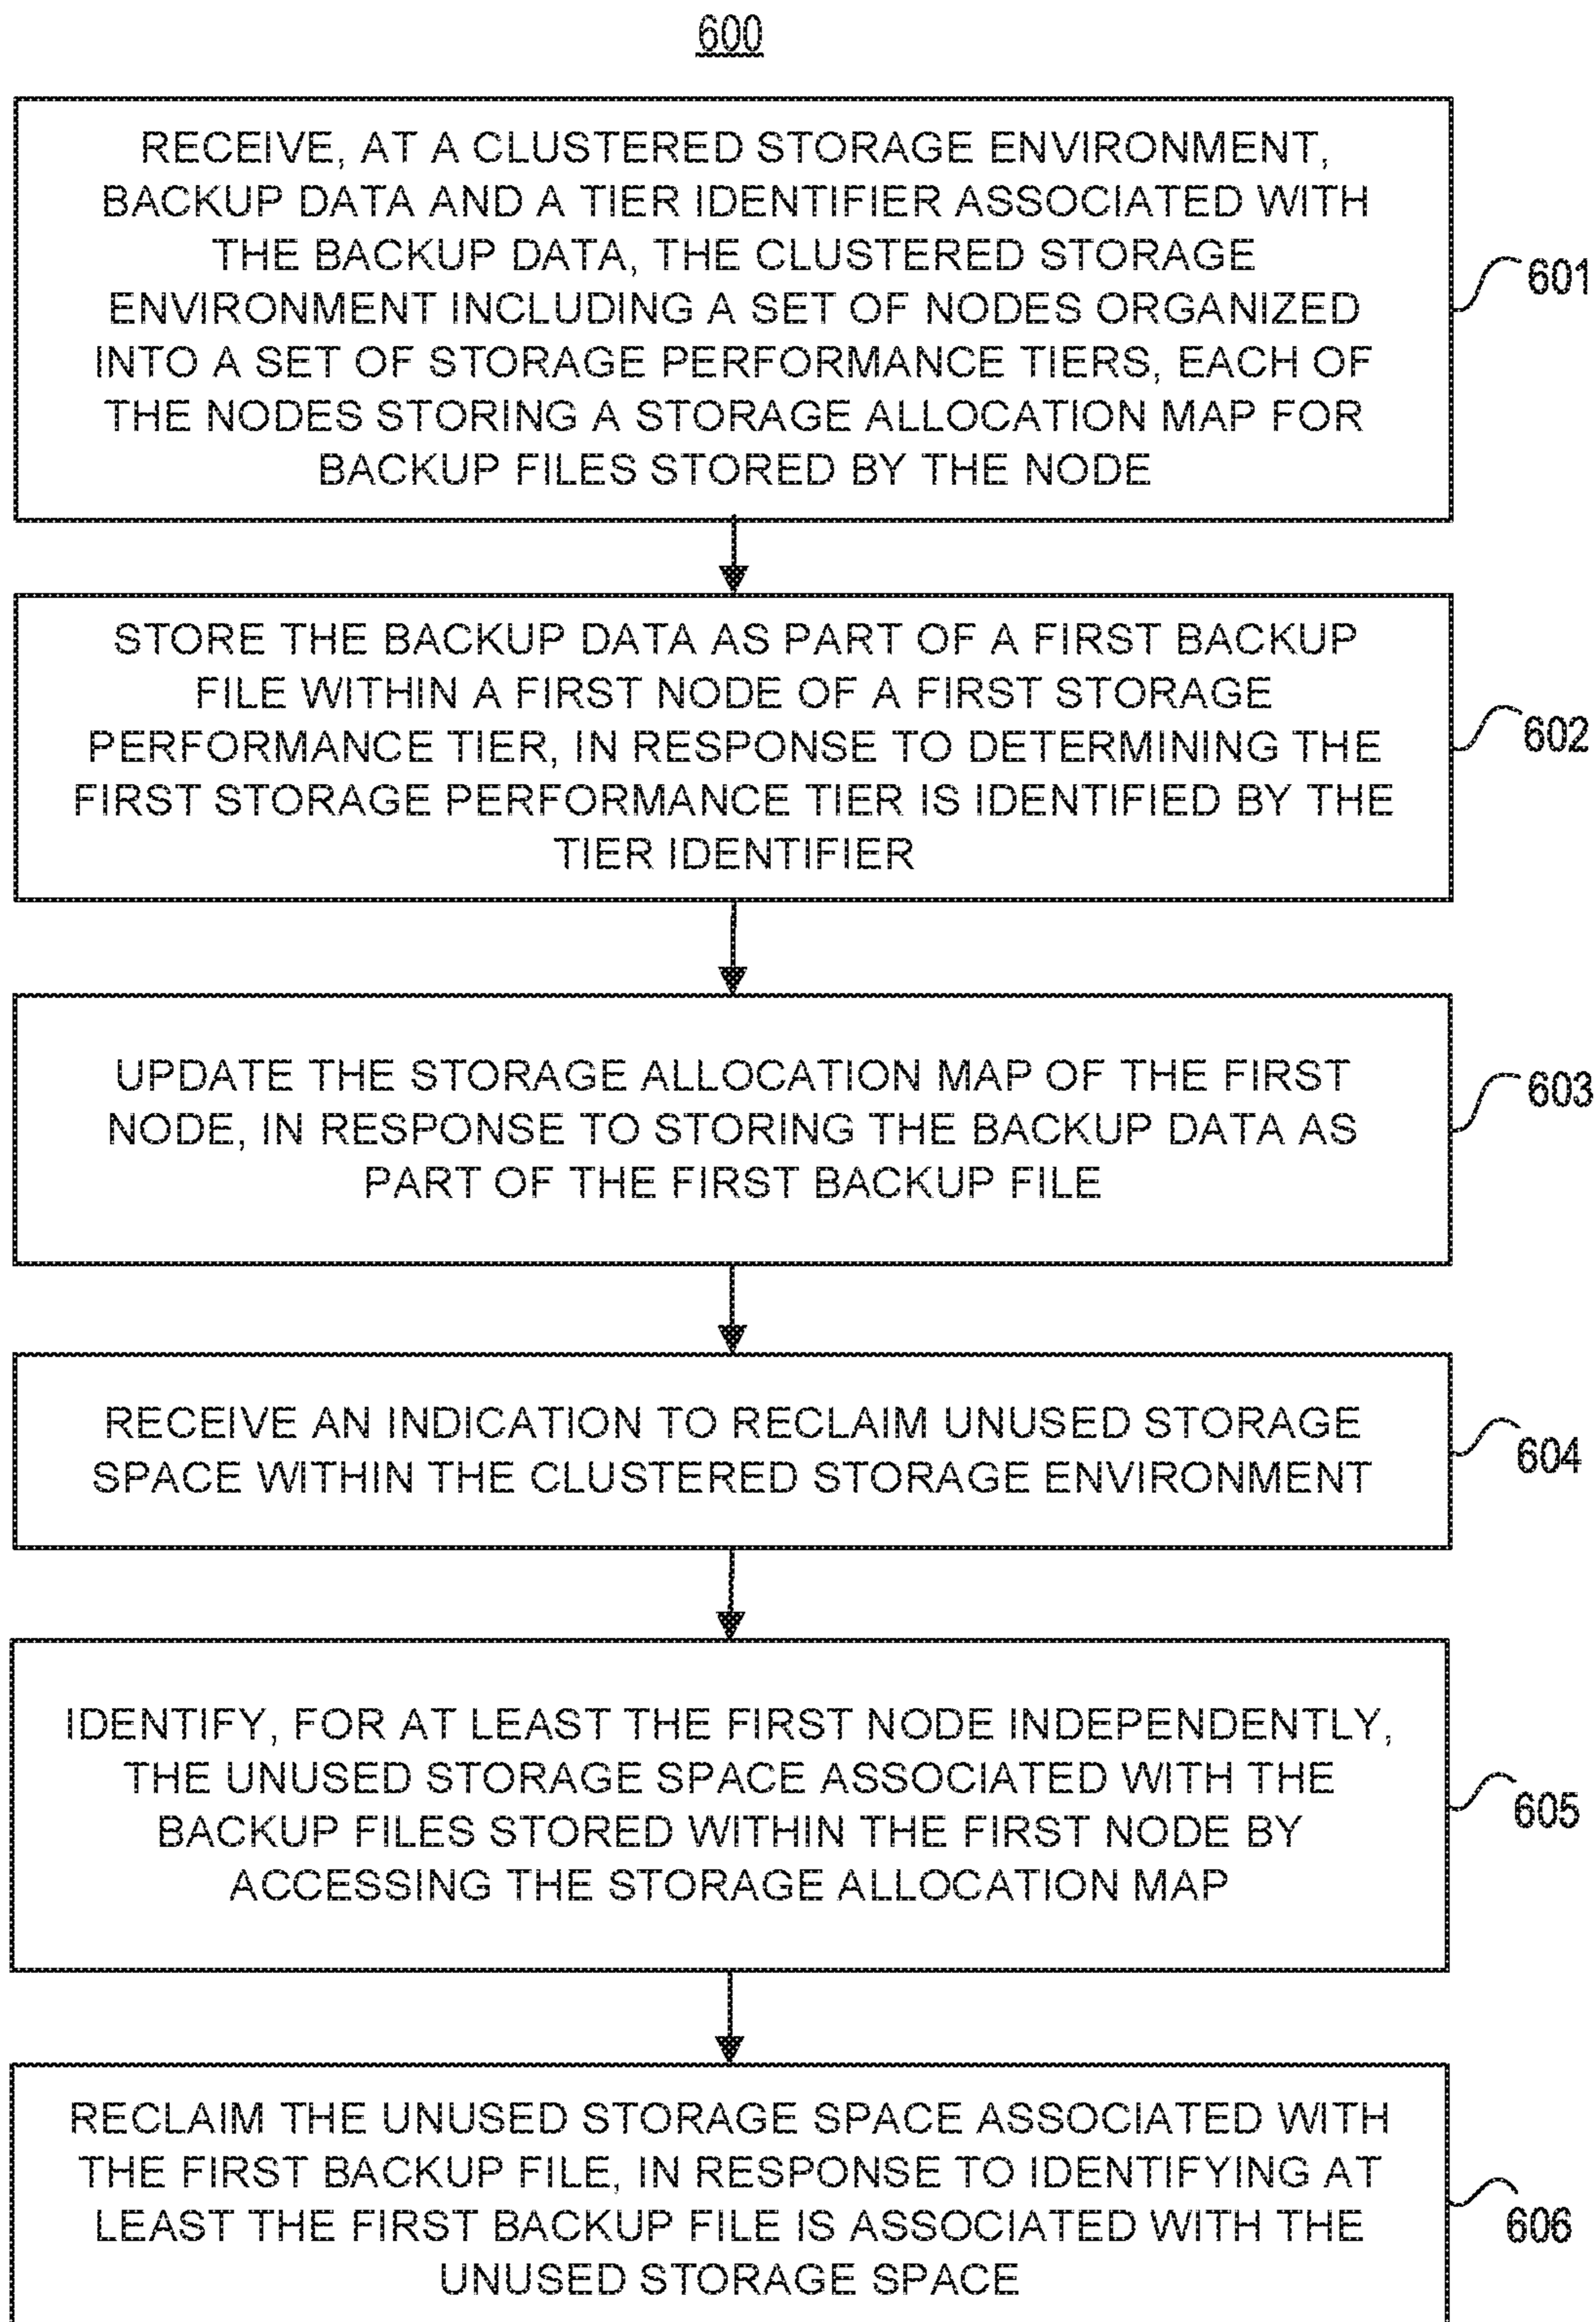 600
RECEIVE, AT A CLUSTERED STORAGE ENVIRONMENT,
BACKUP DATA AND A TIER IDENTIFIER ASSOCIATED WITH
THE BACKUP DATA, THE CLUSTERED STORAGE
ENVIRONMENT INCLUDING A SET OF NODES ORGANIZED
INTO A SET OF STORAGE PERFORMANCE TIERS, EACH OF
THE NODES STORING A STORAGE ALLOCATION MAP FOR
BACKUP FILES STORED BY THE NODE
601
STORE THE BACKUP DATA AS PART OF A FIRST BACKUP
FILE WITHIN A FIRST NODE OF A FIRST STORAGE
PERFORMANCE TIER, IN RESPONSE TO DETERMINING THE
FIRST STORAGE PERFORMANCE TIER IS IDENTIFIED BY THE
TIER IDENTIFIER
602
UPDATE THE STORAGE ALLOCATION MAP OF THE FIRST
NODE, IN RESPONSE TO STORING THE BACKUP DATA AS
PART OF THE FIRST BACKUP FILE
603
RECEIVE AN INDICATION TO RECLAIM UNUSED STORAGE
SPACE WITHIN THE CLUSTERED STORAGE ENVIRONMENT
604
IDENTIFY, FOR AT LEAST THE FIRST NODE INDEPENDENTLY,
THE UNUSED STORAGE SPACE ASSOCIATED WITH THE
BACKUP FILES STORED WITHIN THE FIRST NODE BY
ACCESSING THE STORAGE ALLOCATION MAP
605
RECLAIM THE UNUSED STORAGE SPACE ASSOCIATED WITH
THE FIRST BACKUP FILE, IN RESPONSE TO IDENTIFYING AT
LEAST THE FIRST BACKUP FILE IS ASSOCIATED WITH THE
UNUSED STORAGE SPACE
606